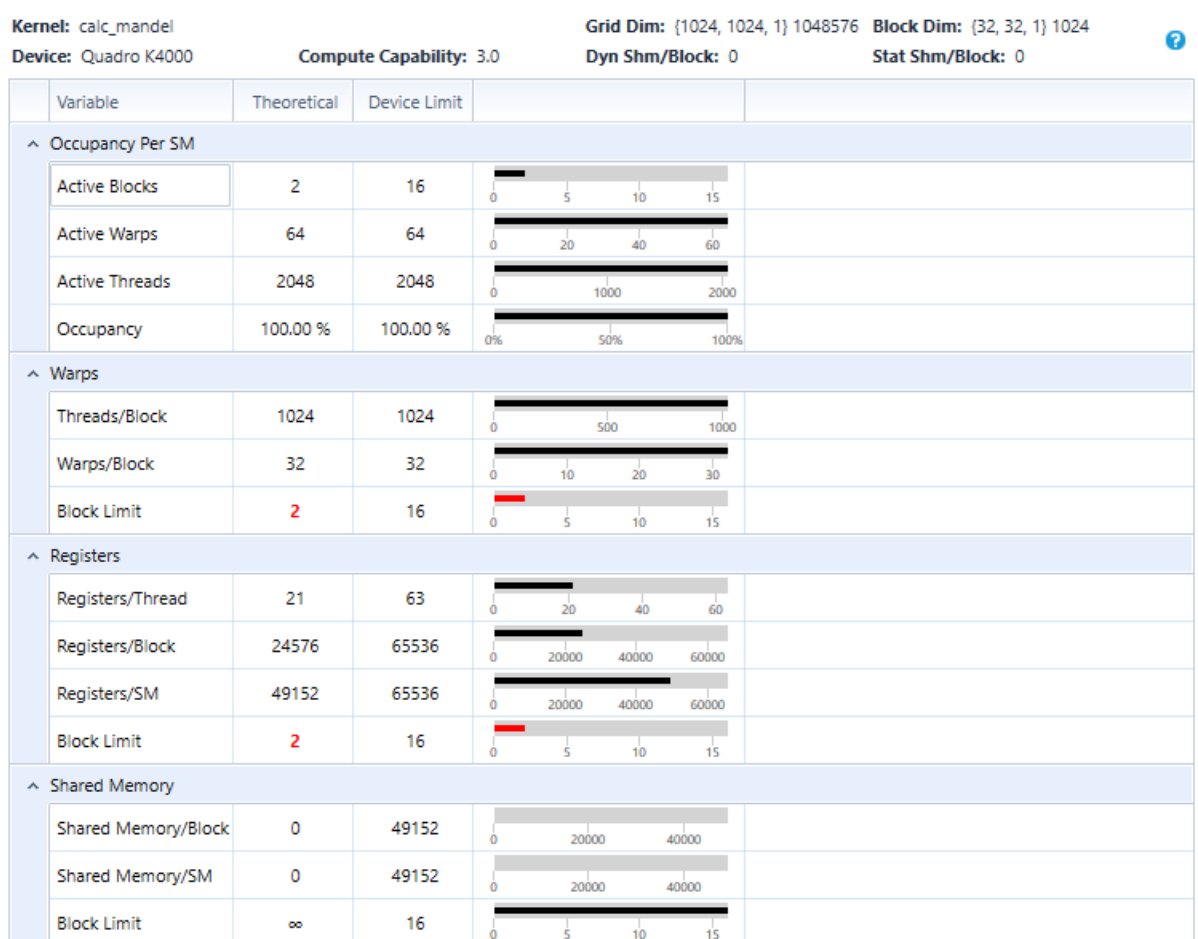 Kernel: calc_mandel Grid Dim: {1024, 1024, 1} 1048576 Block Dim: {32, 32, 1} 1024
Device: Quadro K4000 Compute Capability: 3.0 Dyn Shm/Block: 0 Stat Shm/Block: 0
Variable Theoretical Device Limit
Occupancy Per SM
Active Blocks 2 16
0 5 10 15
Active Warps 64 64
0 20 40 60
Active Threads 2048 2048
0 1000 2000
Occupancy 100.00 % 100.00 %
0% 50% 100%
Warps
Threads/Block 1024 1024
0 500 1000
Warps/Block 32 32
0 10 20 30
Block Limit 2 16
0 5 10 15
Registers
Registers/Thread 21 63
0 20 40 60
Registers/Block 24576 65536
0 20000 40000 60000
Registers/SM 49152 65536
0 20000 40000 60000
Block Limit 2 16
0 5 10 15
Shared Memory
Shared Memory/Block 0 49152
0 20000 40000
Shared Memory/SM 0 49152
0 20000 40000
Block Limit ∞ 16
0 5 10 15